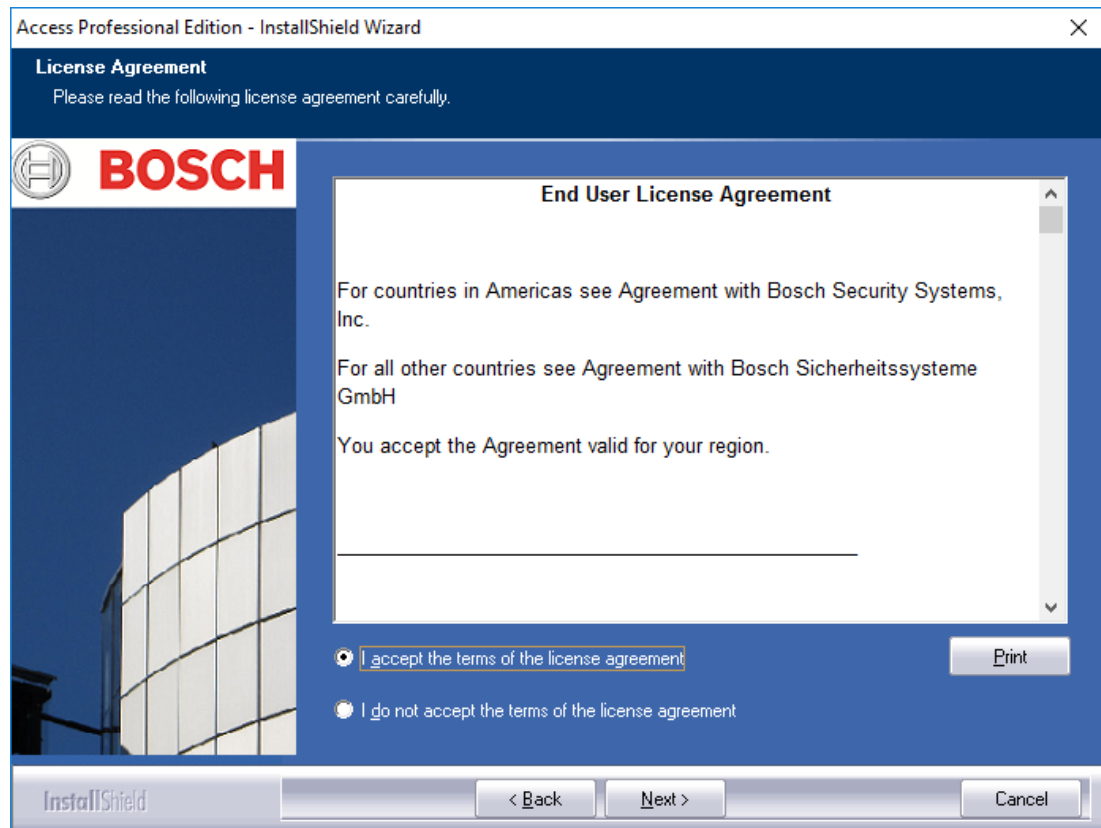 Access Professional Edition - InstallShield Wizard
License Agreement
Please read the following license agreement carefully.
BOSCH
End User License Agreement
For countries in Americas see Agreement with Bosch Security Systems,
Inc.
For all other countries see Agreement with Bosch Sicherheitssysteme
GmbH
You accept the Agreement valid for your region.
I accept the terms of the license agreement
Print
I do not accept the terms of the license agreement
InstallShield
< Back
Next >
Cancel